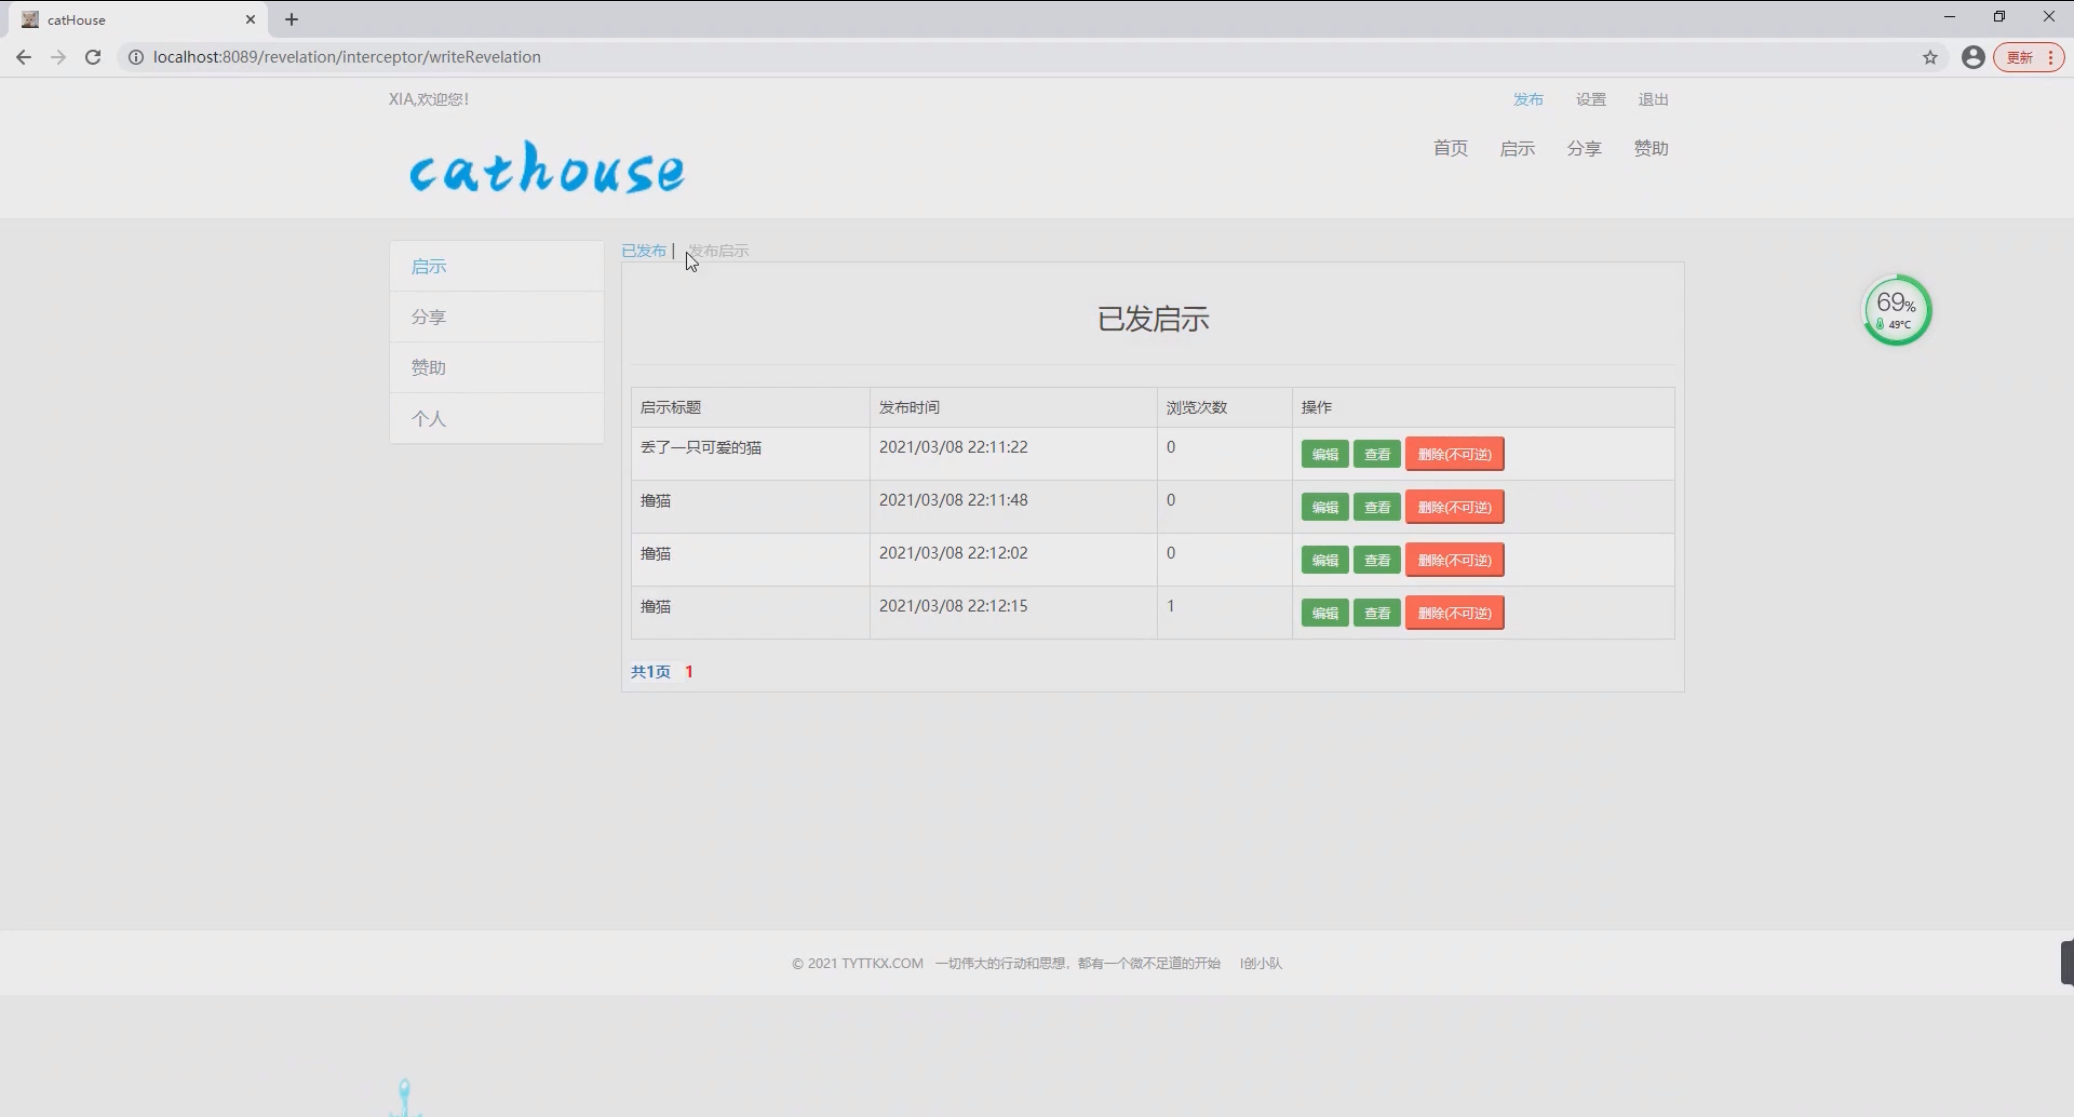 catHouse
localhost:8089/revelation/interceptor/writeRevelation
更新
XIA,欢迎您!
发布 设置 退出
cathouse
首页 启示 分享 赞助
启示
分享
赞助
个人
已发布 | 发布启示
已发启示
启示标题 发布时间 浏览次数 操作
丢了一只可爱的猫 2021/03/08 22:11:22 0 编辑 查看 删除(不可逆)
撸猫 2021/03/08 22:11:48 0 编辑 查看 删除(不可逆)
撸猫 2021/03/08 22:12:02 0 编辑 查看 删除(不可逆)
撸猫 2021/03/08 22:12:15 1 编辑 查看 删除(不可逆)
共1页 1
69%
49°C
© 2021 TYTTKX.COM 一切伟大的行动和思想，都有一个微不足道的开始 I创小队